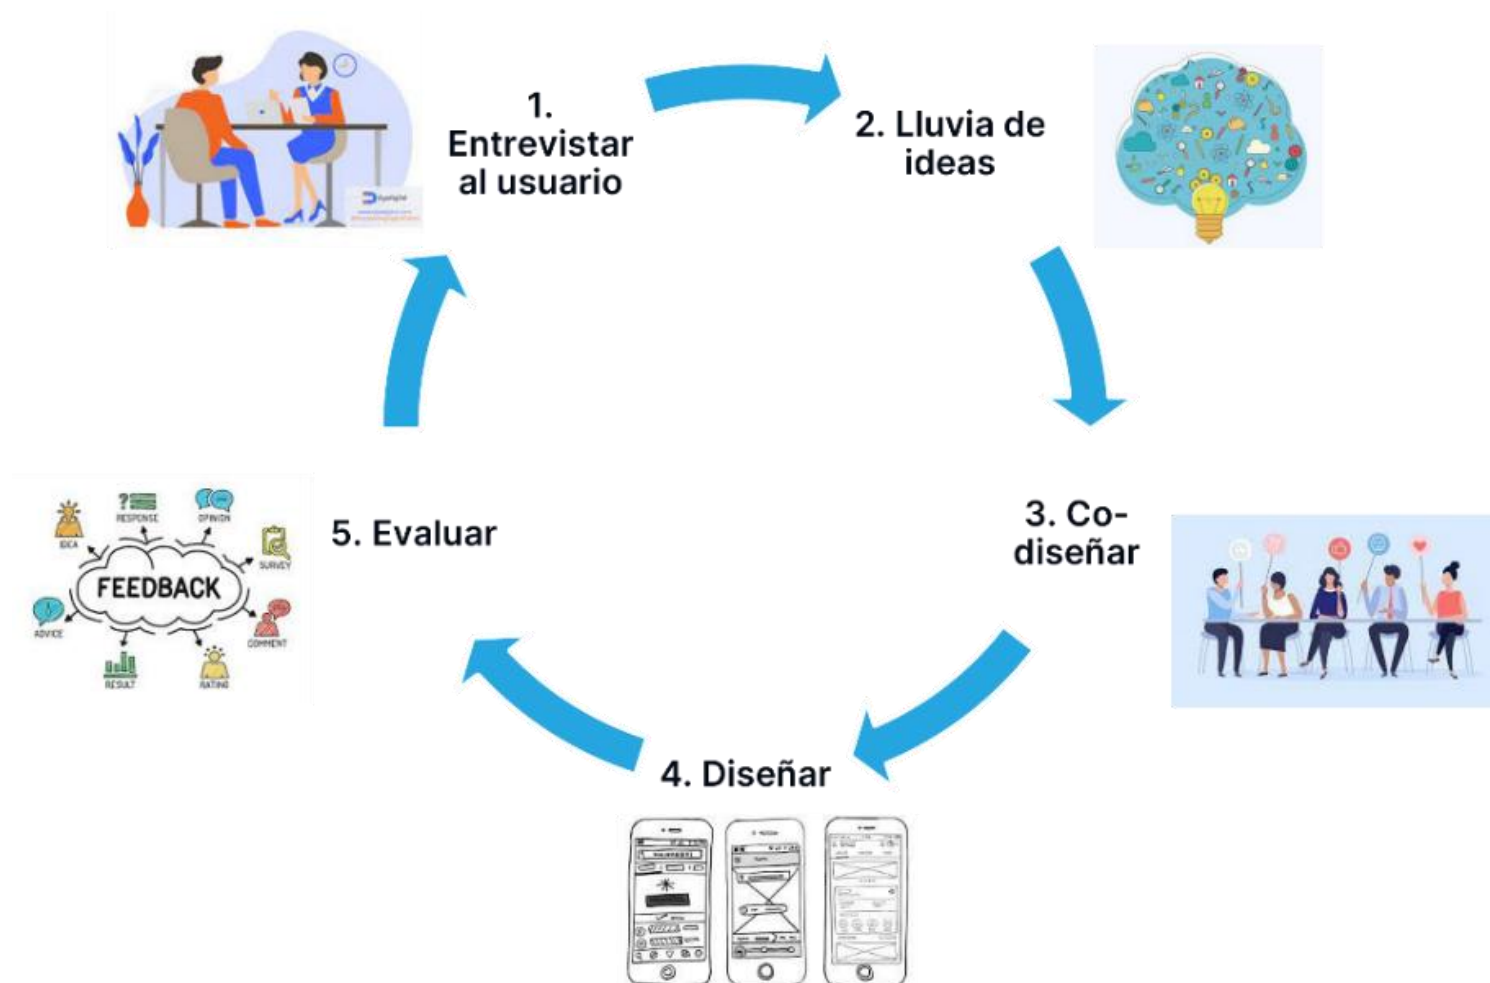 1.
Entrevistar
al usuario
2. Lluvia de
ideas
3. Co-
diseñar
4. Diseñar
5. Evaluar
IDEA
?
RESPONSE
OPINION
SURVEY
FEEDBACK
ADVICE
COMMENT
RESULT
RATING